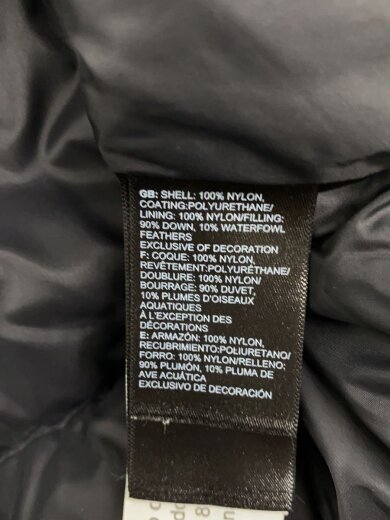 GB: SHELL: 100% NYLON,
COATING:POLYURETHANE/
LINING: 100% NYLON/FILLING:
90% DOWN, 10% WATERFOWL
FEATHERS
EXCLUSIVE OF DECORATION
F: COQUE: 100% NYLON,
REVÊTEMENT:POLYURÉTHANE/
DOUBLURE: 100% NYLON/
BOURRAGE: 90% DUVET,
10% PLUMES D'OISEAUX
AQUATIQUES
À L'EXCEPTION DES
DÉCORATIONS
E: ARMAZÓN: 100% NYLON,
RECUBRIMIENTO:POLIURETANO/
FORRO: 100% NYLON/RELLENO:
90% PLUMÓN, 10% PLUMA DE
AVE ACUÁTICA
EXCLUSIVO DE DECORACIÓN